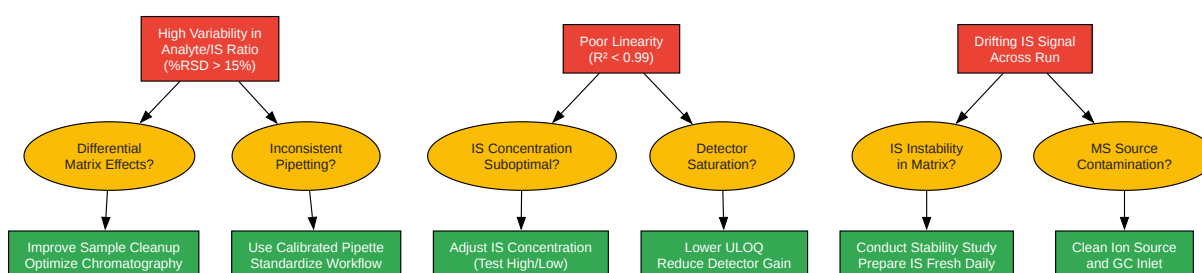 High Variability in
Analyte/IS Ratio
(%RSD > 15%)
Poor Linearity
(R² < 0.99)
Drifting IS Signal
Across Run
Differential
Matrix Effects?
Inconsistent
Pipetting?
IS Concentration
Suboptimal?
Detector
Saturation?
IS Instability
in Matrix?
MS Source
Contamination?
Improve Sample Cleanup
Optimize Chromatography
Use Calibrated Pipette
Standardize Workflow
Adjust IS Concentration
(Test High/Low)
Lower ULOQ
Reduce Detector Gain
Conduct Stability Study
Prepare IS Fresh Daily
Clean Ion Source
and GC Inlet